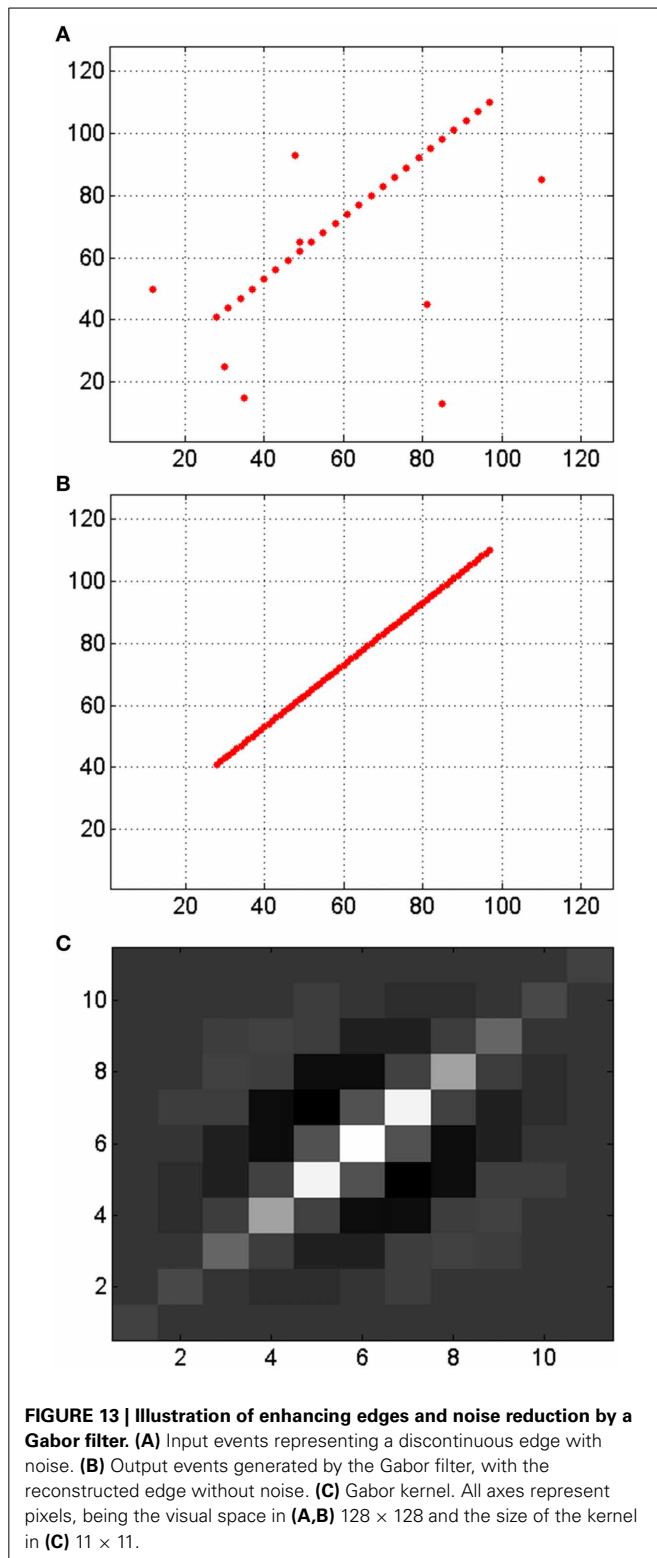 A
120
100
80
60
40
20
20 40 60 80 100 120
B
120
100
80
60
40
20
20 40 60 80 100 120
C
10
8
6
4
2
2 4 6 8 10
FIGURE 13 | Illustration of enhancing edges and noise reduction by a
Gabor filter. (A) Input events representing a discontinuous edge with
noise. (B) Output events generated by the Gabor filter, with the
reconstructed edge without noise. (C) Gabor kernel. All axes represent
pixels, being the visual space in (A,B) 128 × 128 and the size of the kernel
in (C) 11 × 11.